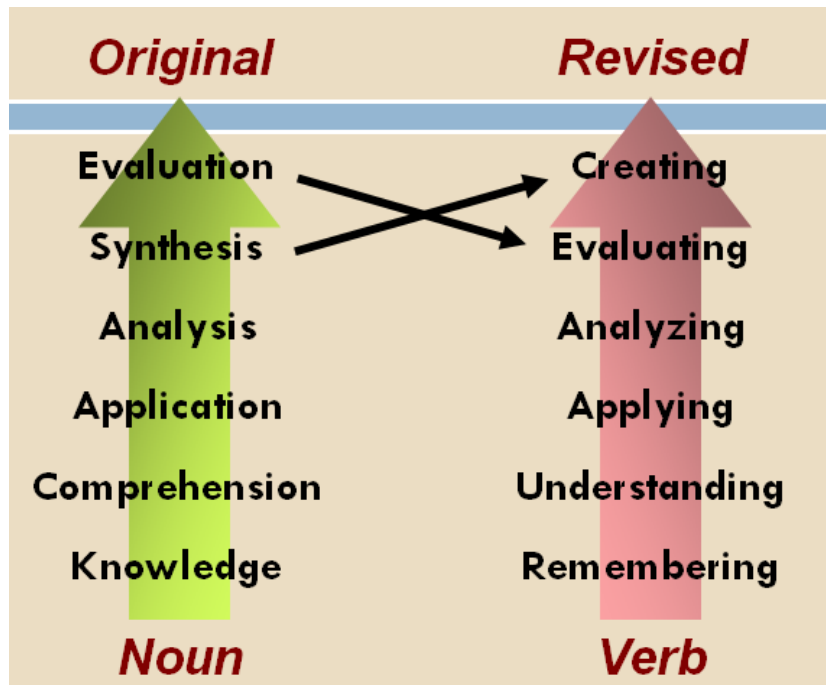 Original Revised
Evaluation Creating
Synthesis Evaluating
Analysis Analyzing
Application Applying
Comprehension Understanding
Knowledge Remembering
Noun Verb